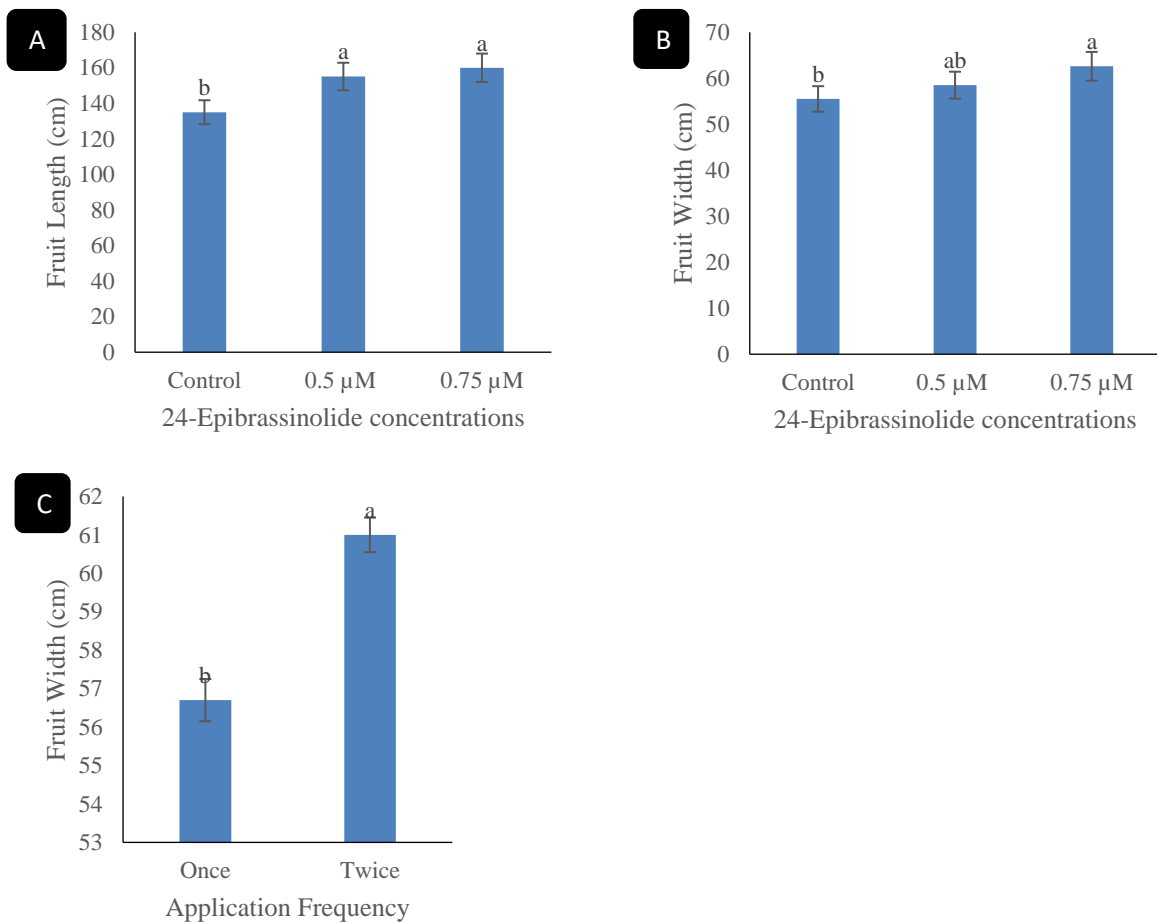 A
180
160
140
120
100
80
60
40
20
0
Fruit Length (cm)
b
a
a
Control 0.5 µM 0.75 µM
24-Epibrassinolide concentrations
B
70
60
50
40
30
20
10
0
Fruit Width (cm)
b
ab
a
Control 0.5 µM 0.75 µM
24-Epibrassinolide concentrations
C
62
61
60
59
58
57
56
55
54
53
Fruit Width (cm)
b
a
Once Twice
Application Frequency